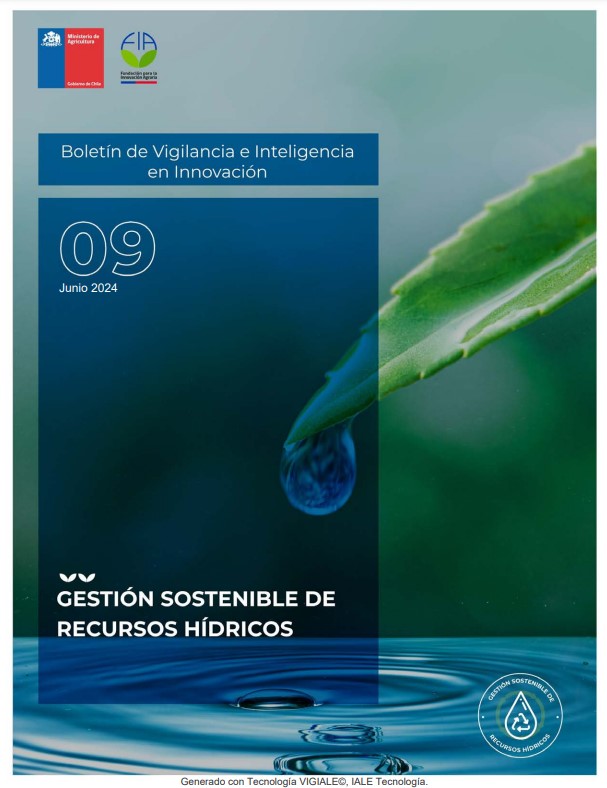 Ministerio de
Agricultura
Gobierno de Chile
FIA
Fundación para la
Innovación Agraria
Boletín de Vigilancia e Inteligencia
en Innovación
09
Junio 2024
GESTIÓN SOSTENIBLE DE
RECURSOS HÍDRICOS
GESTIÓN SOSTENIBLE DE
RECURSOS HÍDRICOS
Generado con Tecnología VIGIALE©, IALE Tecnología.